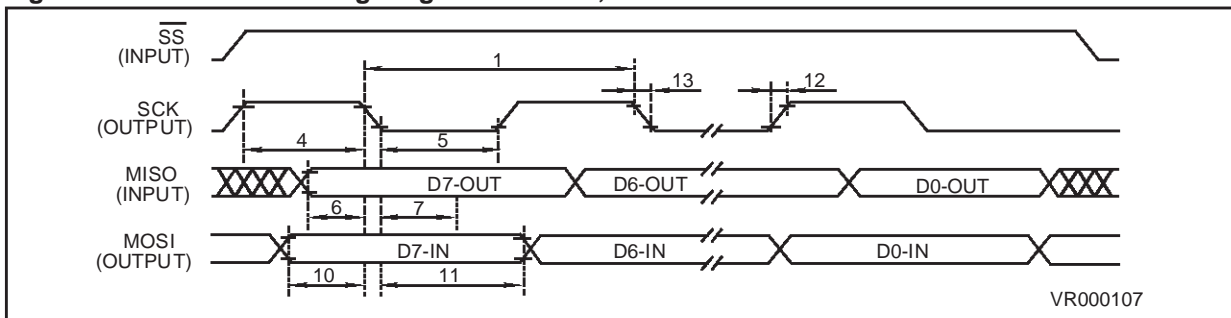 SS
(INPUT)
1
13
12
SCK
(OUTPUT)
4
5
MISO
(INPUT)
D7-OUT
D6-OUT
D0-OUT
6
7
MOSI
(OUTPUT)
D7-IN
D6-IN
D0-IN
10
11
VR000107